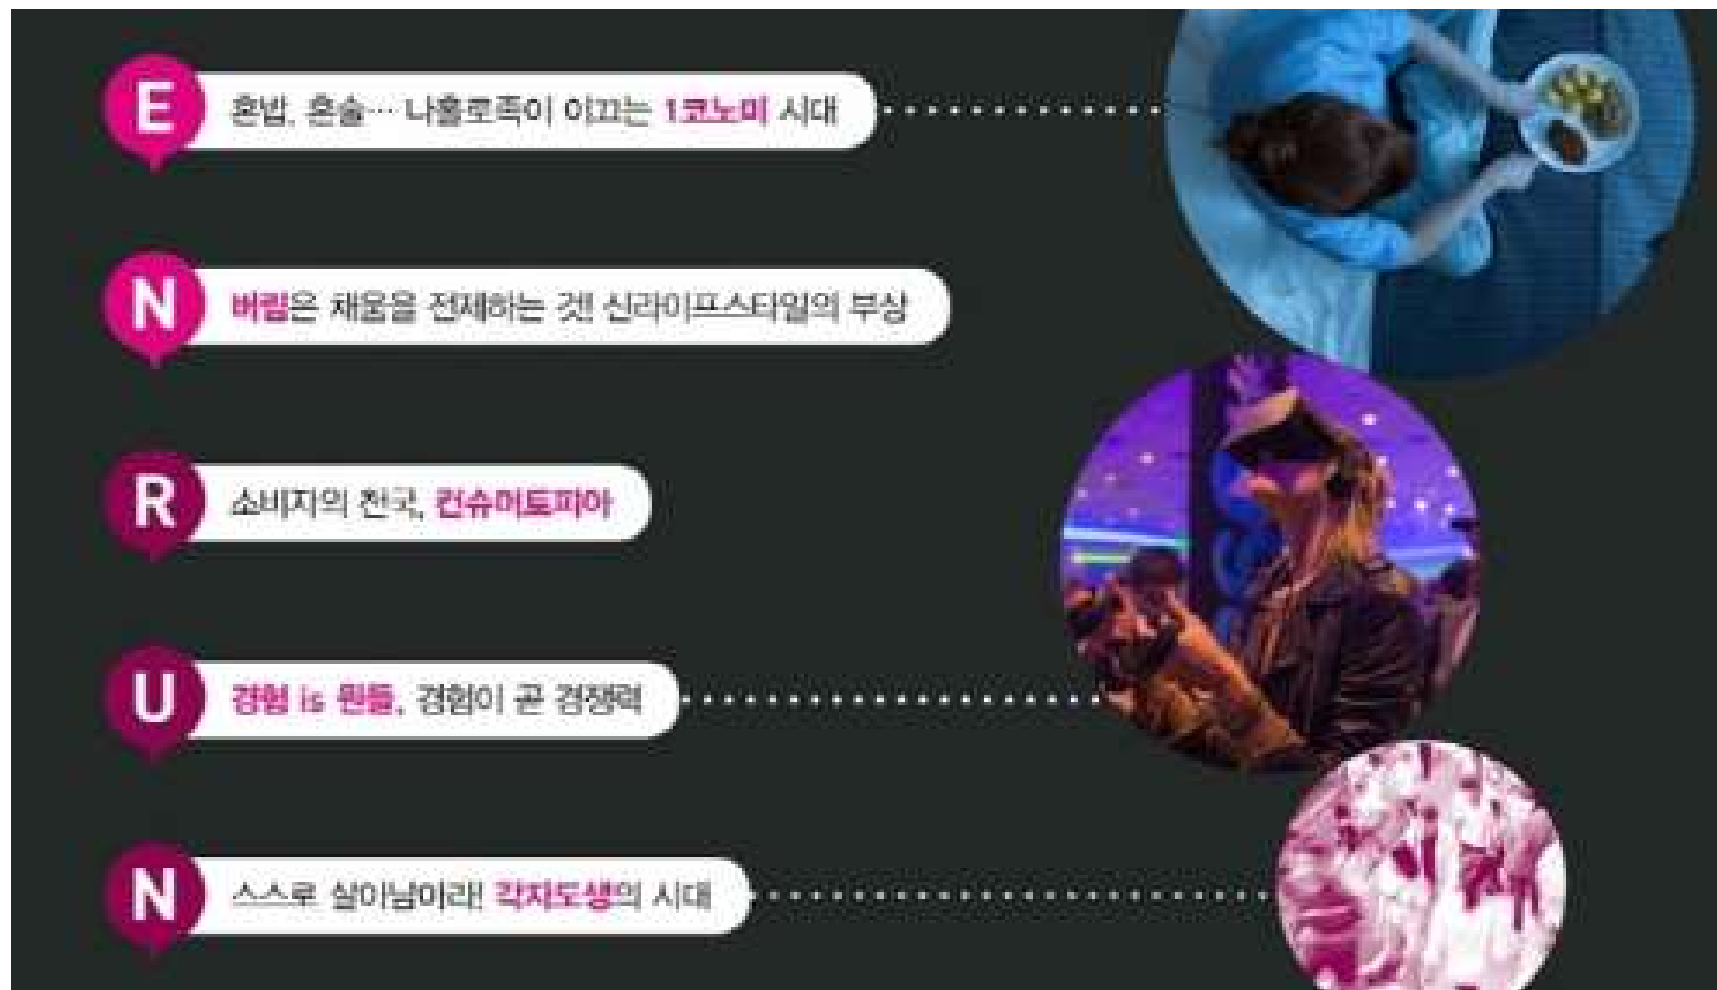 E
혼밥, 혼술… 나홀로족이 이끄는 1코노미 시대
N
버림은 채움을 전제하는 것! 신라이프스타일의 부상
R
소비자의 천국, 컨슈머토피아
U
경험 is 뭔들, 경험이 곧 경쟁력
N
스스로 살아남아라! 각자도생의 시대